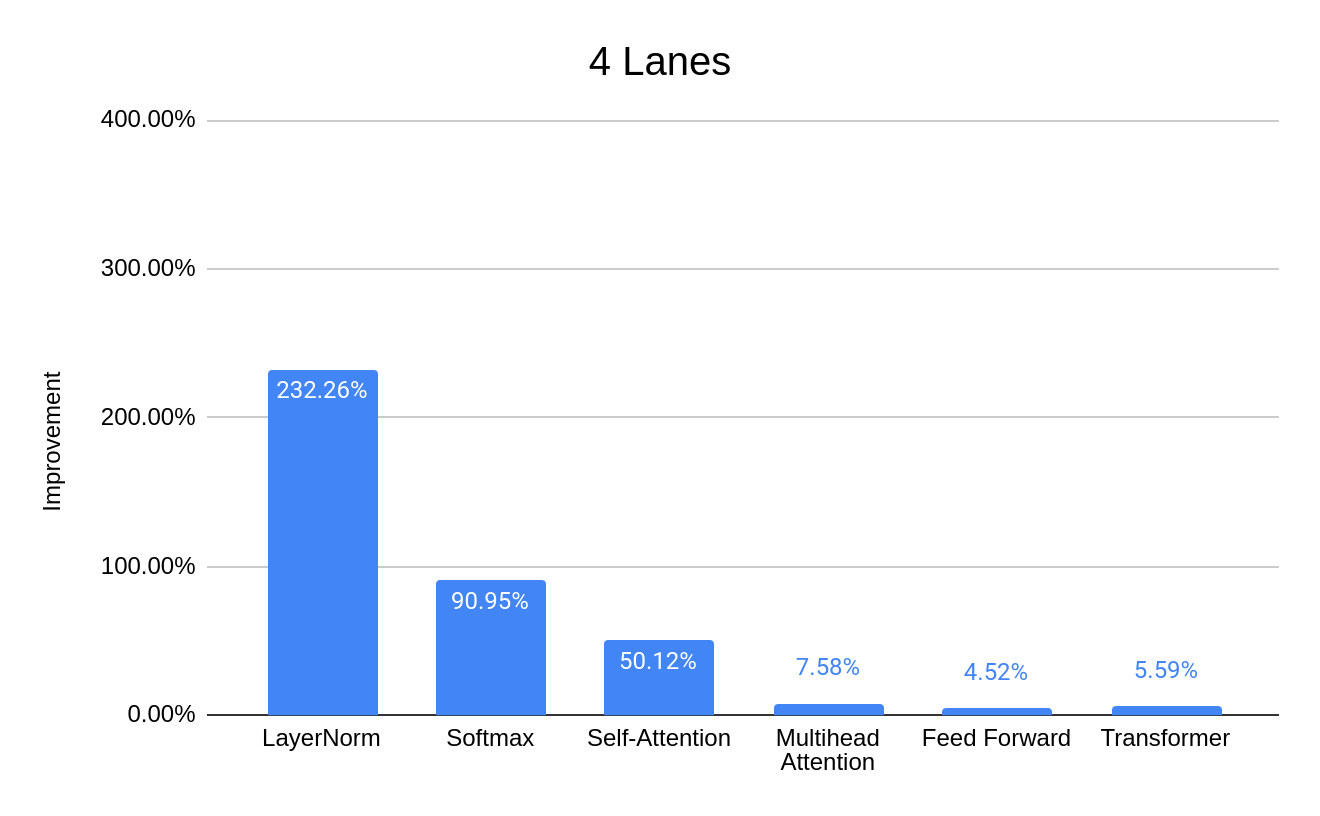 4 Lanes
400.00%
300.00%
200.00%
100.00%
0.00%
Improvement
232.26%
90.95%
50.12%
7.58%
4.52%
5.59%
LayerNorm
Softmax
Self-Attention
Multihead
Attention
Feed Forward
Transformer